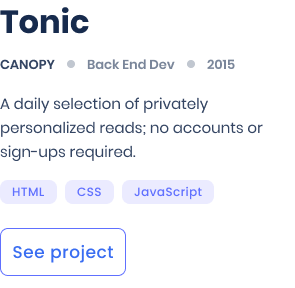 Tonic
CANOPY Back End Dev 2015
A daily selection of privately
personalized reads; no accounts or
sign-ups required.
HTML CSS JavaScript
See project